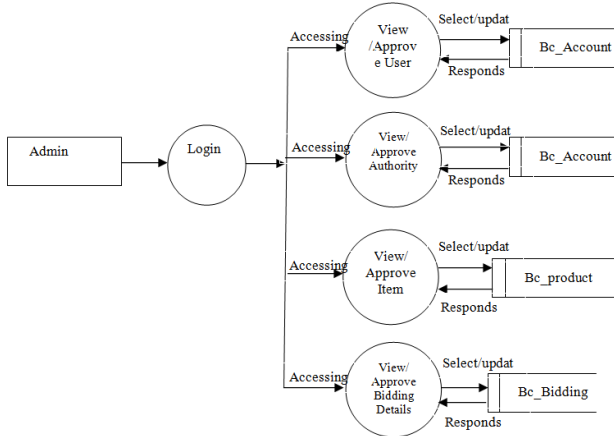 Accessing
View
/Approv
e User
Select/updat
Bc_Account
Responds
Admin
Login
Accessing
View/
Approve
Authority
Select/updat
Bc_Account
Responds
Accessing
View/
Approve
Item
Select/updat
Bc_product
Responds
Accessing
View/
Approve
Bidding
Details
Select/updat
Bc_Bidding
Responds